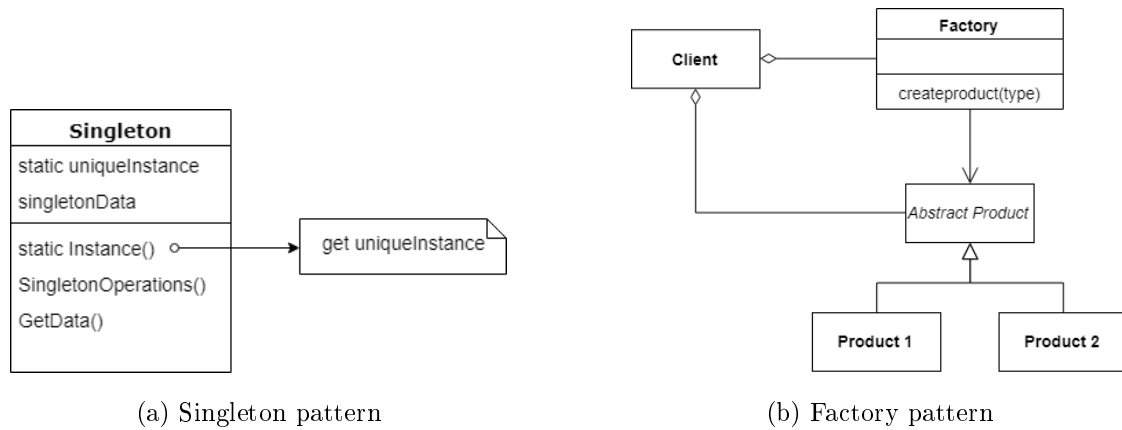 Singleton
static uniqueInstance
singletonData
static Instance()
SingletonOperations()
GetData()
get uniqueInstance
(a) Singleton pattern
Client
Factory
createproduct(type)
Abstract Product
Product 1
Product 2
(b) Factory pattern